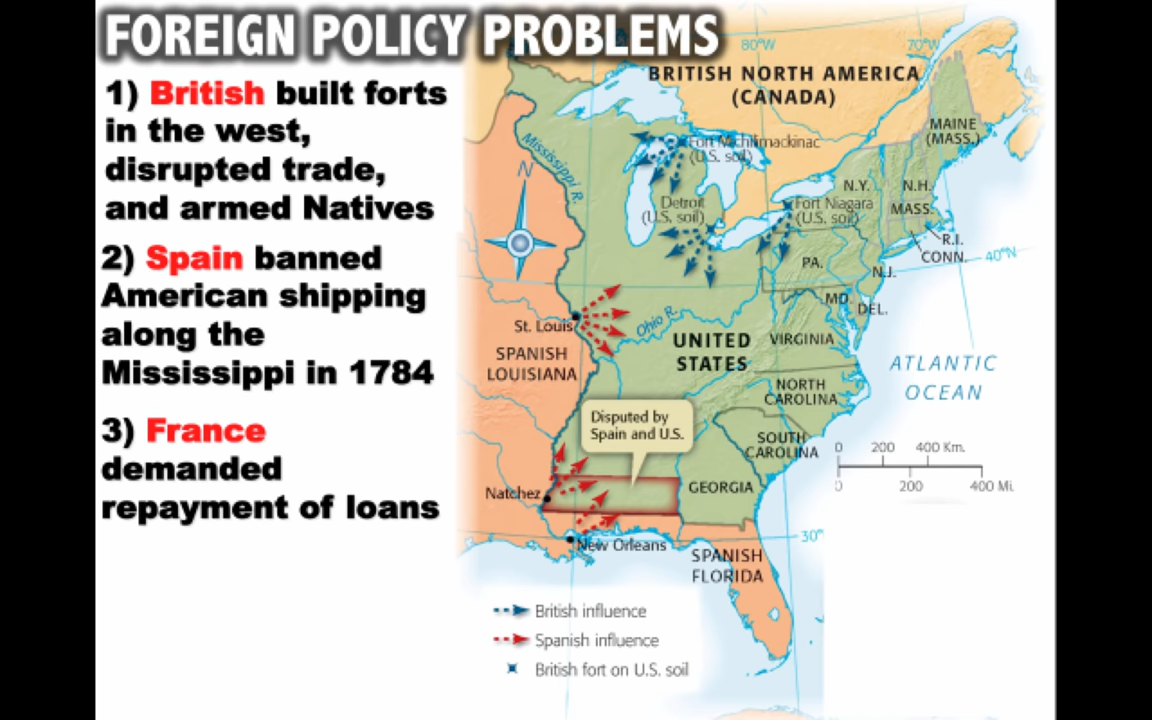 FOREIGN POLICY PROBLEMS
1) British built forts
in the west,
disrupted trade,
and armed Natives
2) Spain banned
American shipping
along the
Mississippi in 1784
3) France
demanded
repayment of loans
80°W
70°W
BRITISH NORTH AMERICA
(CANADA)
MAINE
(MASS.)
Mississippi R.
Fort Michilimackinac
(U.S. soil)
N
N.Y.
N.H.
Detroit
(U.S. soil)
Fort Niagara
(U.S. soil)
MASS.
R.I.
CONN.
40°N
PA.
N.J.
MD.
DEL.
St. Louis
Ohio R.
SPANISH
LOUISIANA
UNITED
STATES
VIRGINIA
ATLANTIC
OCEAN
NORTH
CAROLINA
Disputed by
Spain and U.S.
SOUTH
CAROLINA
0 200 400 Km.
0 200 400 Mi.
Natchez
GEORGIA
30°
New Orleans
SPANISH
FLORIDA
British influence
Spanish influence
British fort on U.S. soil